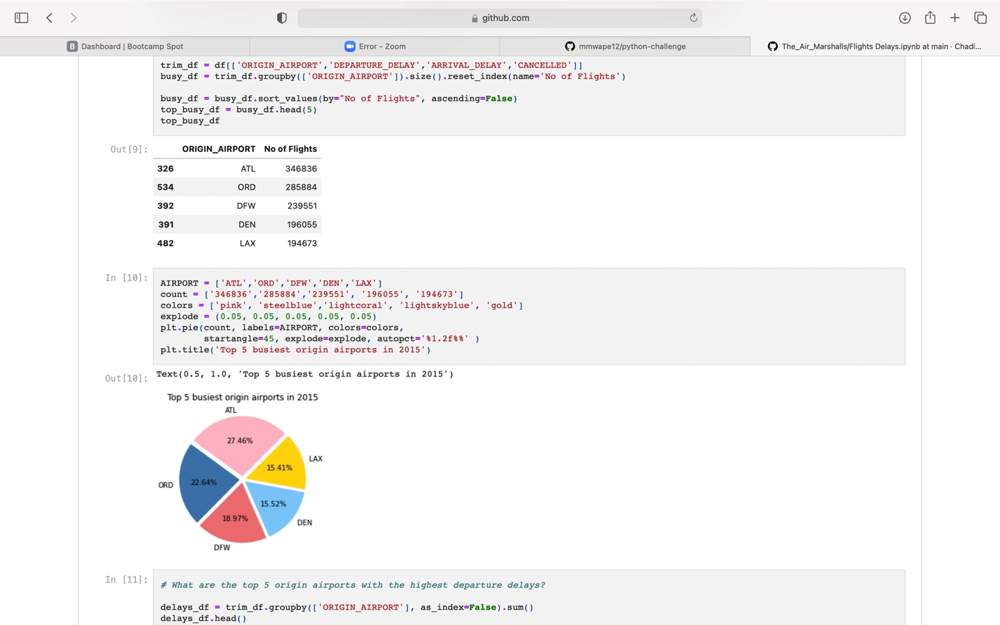 github.com
Dashboard | Bootcamp Spot
Error - Zoom
mmwape12/python-challenge
The_Air_Marshalls/Flights Delays.ipynb at main · Chadi...
trim_df = df[['ORIGIN_AIRPORT','DEPARTURE_DELAY','ARRIVAL_DELAY','CANCELLED']]
busy_df = trim_df.groupby(['ORIGIN_AIRPORT']).size().reset_index(name='No of Flights')
busy_df = busy_df.sort_values(by="No of Flights", ascending=False)
top_busy_df = busy_df.head(5)
top_busy_df
Out[9]:
ORIGIN_AIRPORT No of Flights
326 ATL 346836
534 ORD 285884
392 DFW 239551
391 DEN 196055
482 LAX 194673
In [10]:
AIRPORT = ['ATL','ORD','DFW','DEN','LAX']
count = ['346836','285884','239551', '196055', '194673']
colors = ['pink', 'steelblue','lightcoral', 'lightskyblue', 'gold']
explode = (0.05, 0.05, 0.05, 0.05, 0.05)
plt.pie(count, labels=AIRPORT, colors=colors,
startangle=45, explode=explode, autopct='%1.2f%%' )
plt.title('Top 5 busiest origin airports in 2015')
Out[10]: Text(0.5, 1.0, 'Top 5 busiest origin airports in 2015')
Top 5 busiest origin airports in 2015
ATL
27.46%
LAX
15.41%
ORD
22.64%
15.52%
18.97%
DEN
DFW
In [11]:
# What are the top 5 origin airports with the highest departure delays?
delays_df = trim_df.groupby(['ORIGIN_AIRPORT'], as_index=False).sum()
delays_df.head()